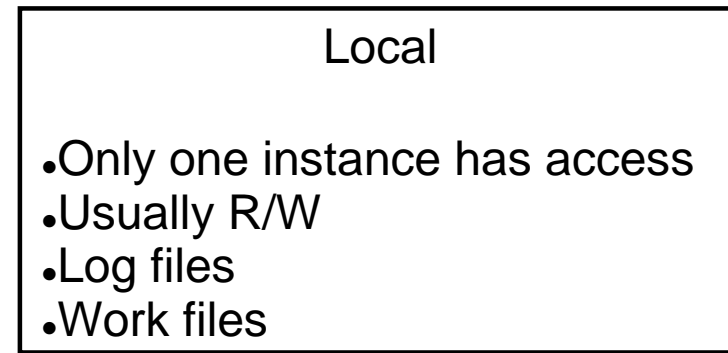 Local
●Only one instance has access
●Usually R/W
●Log files
●Work files